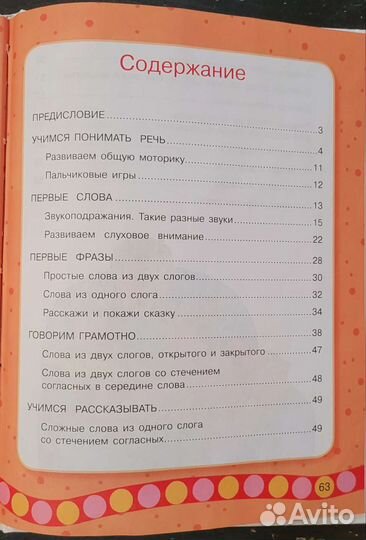 Содержание
ПРЕДИСЛОВИЕ 3
УЧИМСЯ ПОНИМАТЬ РЕЧЬ 4
Развиваем общую моторику 11
Пальчиковые игры 12
ПЕРВЫЕ СЛОВА 13
Звукоподражания. Такие разные звуки 15
Развиваем слуховое внимание 22
ПЕРВЫЕ ФРАЗЫ 28
Простые слова из двух слогов 30
Слова из одного слога 32
Расскажи и покажи сказку 34
ГОВОРИМ ГРАМОТНО 38
Слова из двух слогов, открытого и закрытого 47
Слова из двух слогов со стечением
согласных в середине слова 48
УЧИМСЯ РАССКАЗЫВАТЬ 49
Сложные слова из одного слога
со стечением согласных 49
63
Avito